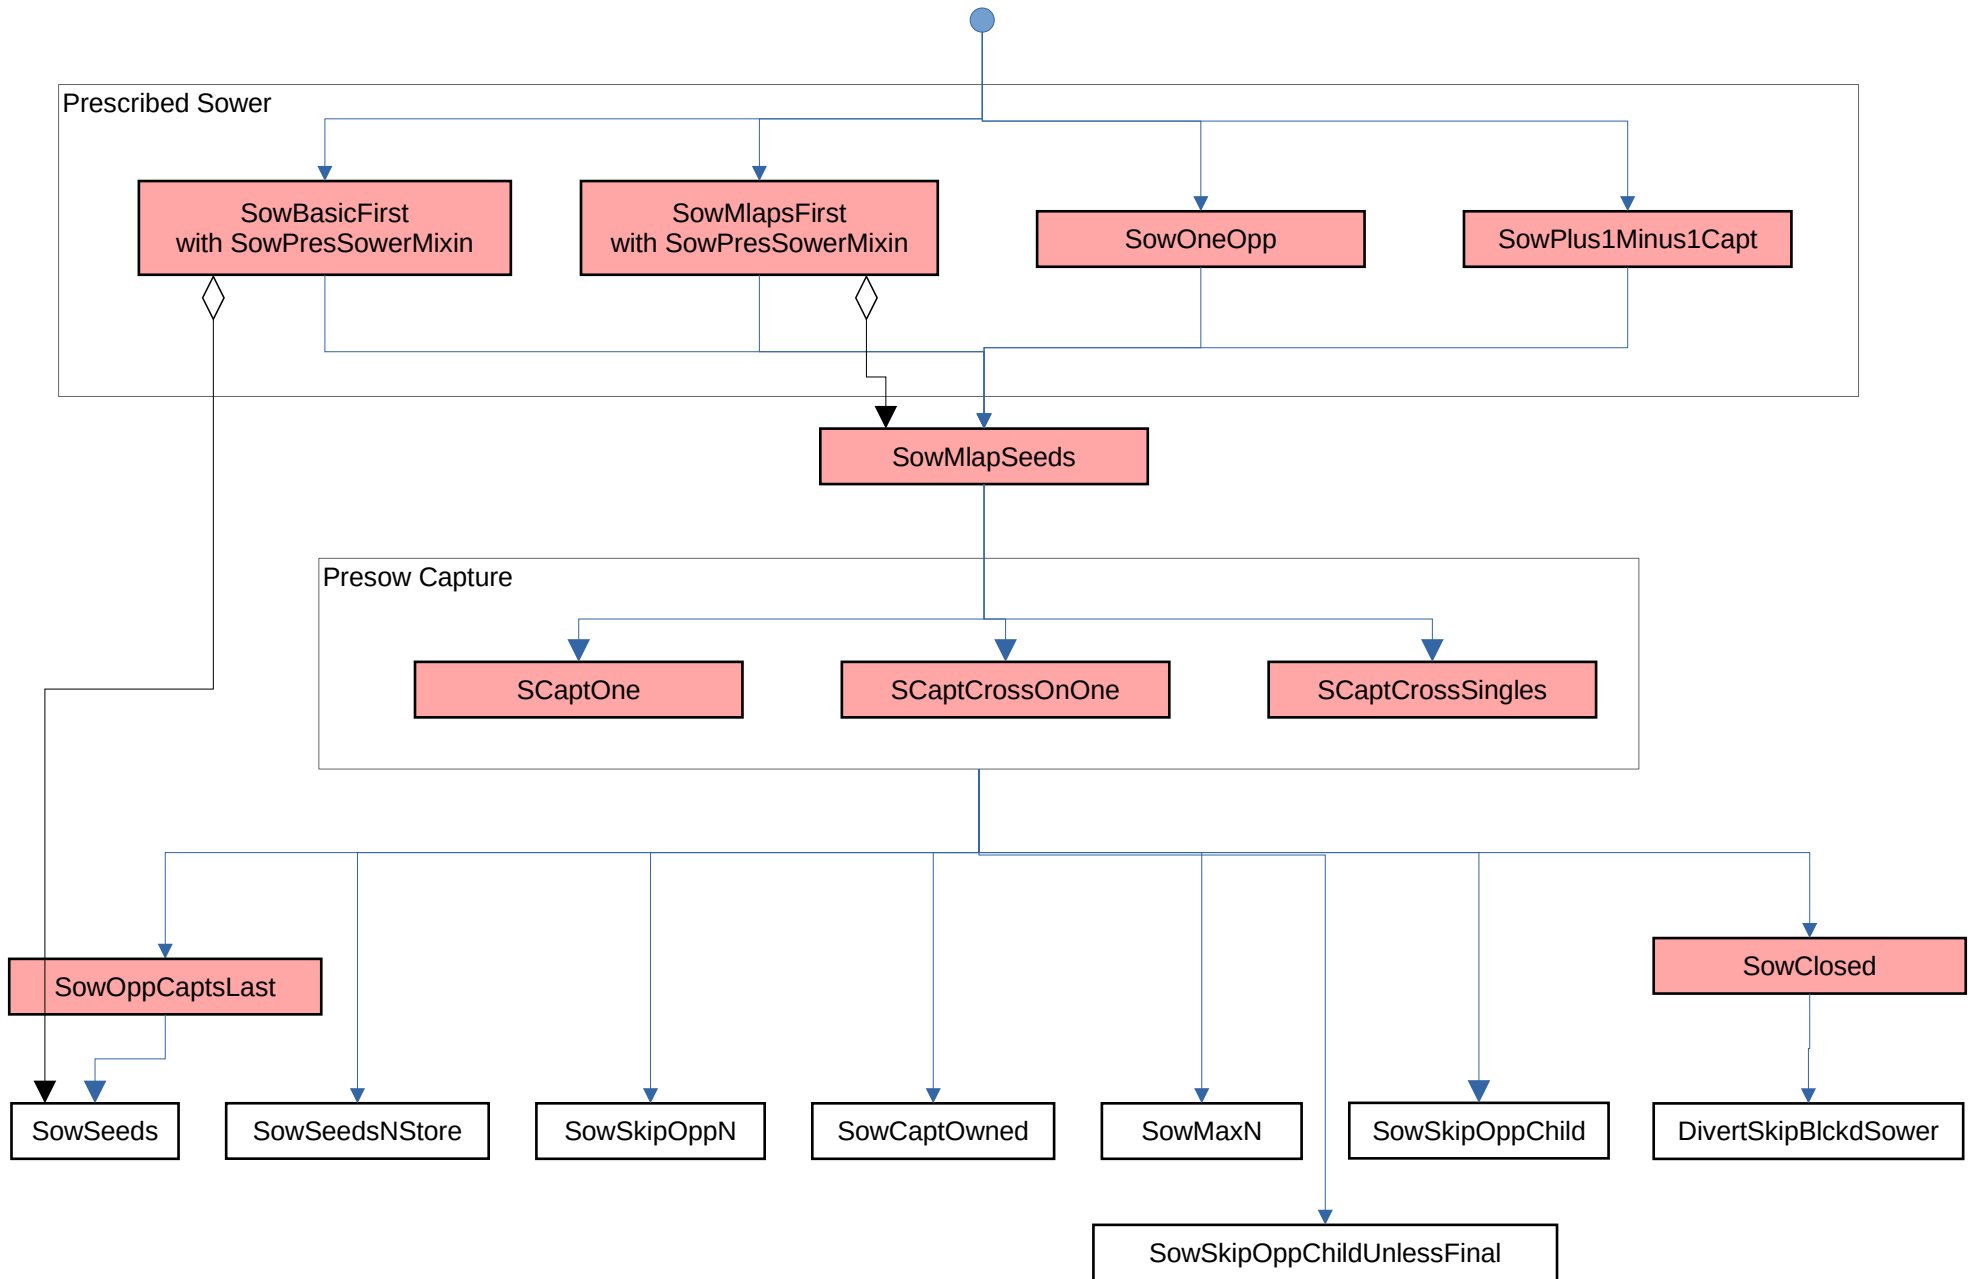 Prescribed Sower
SowBasicFirst
with SowPresSowerMixin
SowMlapsFirst
with SowPresSowerMixin
SowOneOpp
SowPlus1Minus1Capt
SowMlapSeeds
Presow Capture
SCaptOne
SCaptCrossOnOne
SCaptCrossSingles
SowOppCaptsLast
SowClosed
SowSeeds
SowSeedsNStore
SowSkipOppN
SowCaptOwned
SowMaxN
SowSkipOppChild
DivertSkipBlckdSower
SowSkipOppChildUnlessFinal